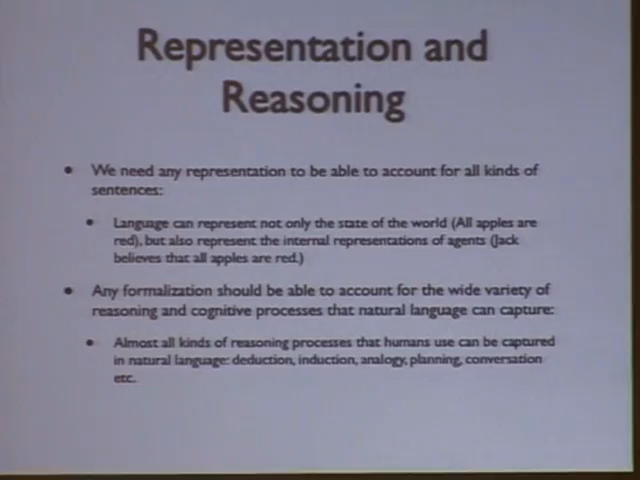 Representation and
Reasoning
• We need any representation to be able to account for all kinds of
sentences:
• Language can represent not only the state of the world (All apples are
red), but also represent the internal representations of agents (Jack
believes that all apples are red.)
• Any formalization should be able to account for the wide variety of
reasoning and cognitive processes that natural language can capture:
• Almost all kinds of reasoning processes that humans use can be captured
in natural language: deduction, induction, analogy, planning, conversation
etc.